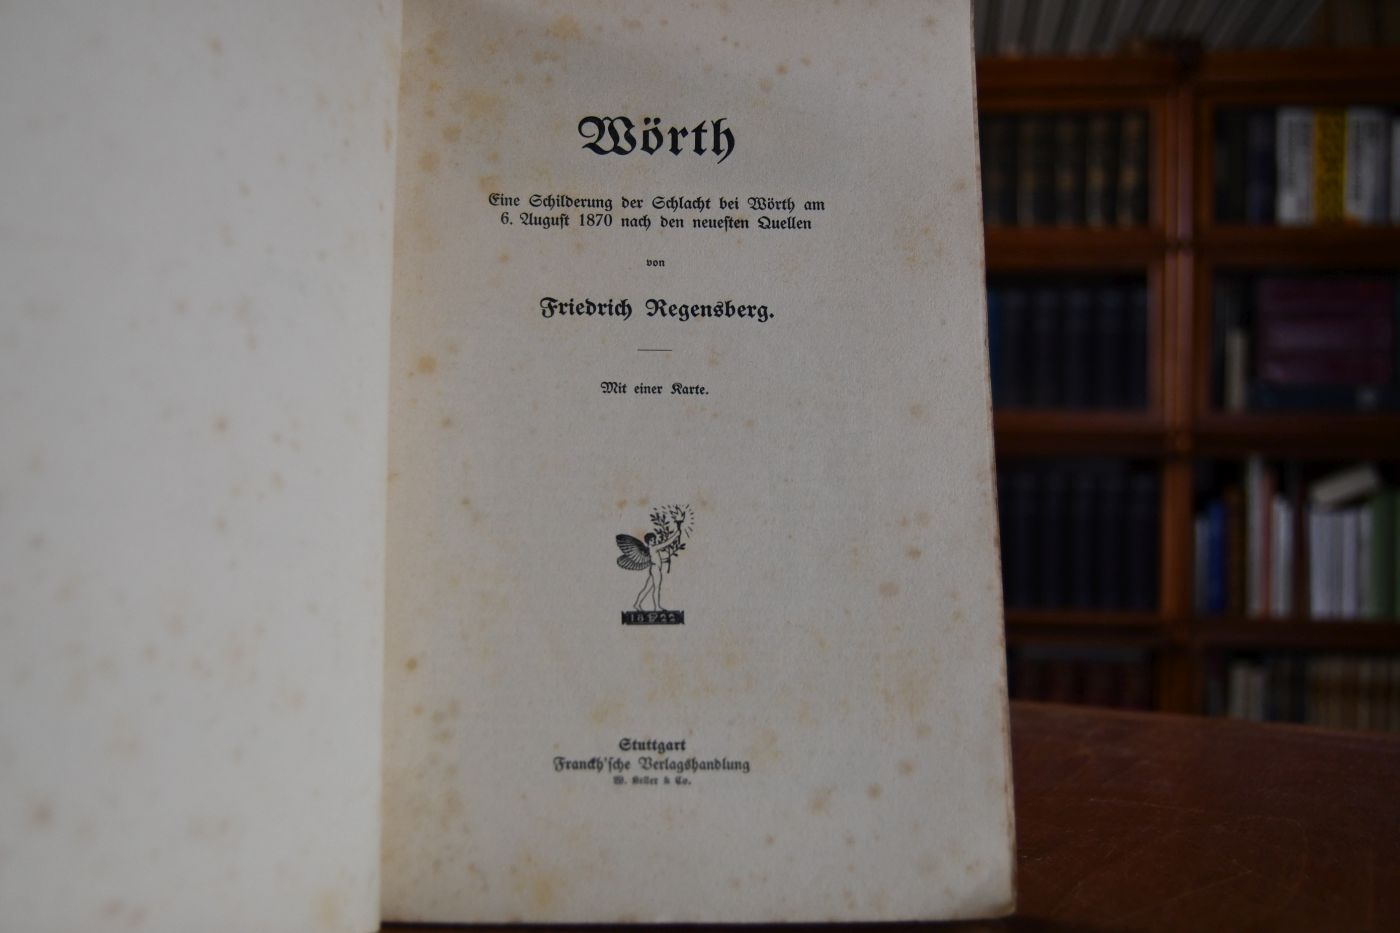 Wörth
Eine Schilderung der Schlacht bei Wörth am
6. August 1870 nach den neuesten Quellen
von
Friedrich Regensberg.
Mit einer Karte.
1822
Stuttgart
Franckh'sche Verlagshandlung
W. Keller & Co.